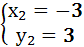 {x₂ = −3
y₂ = 3